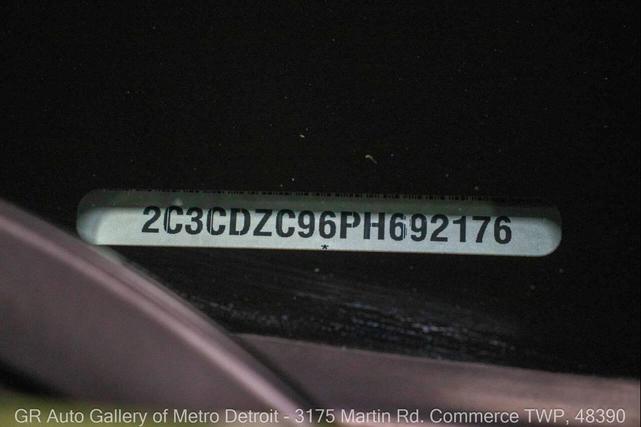 2C3CDZC96PH692176
*
GR Auto Gallery of Metro Detroit - 3175 Martin Rd. Commerce TWP, 48390